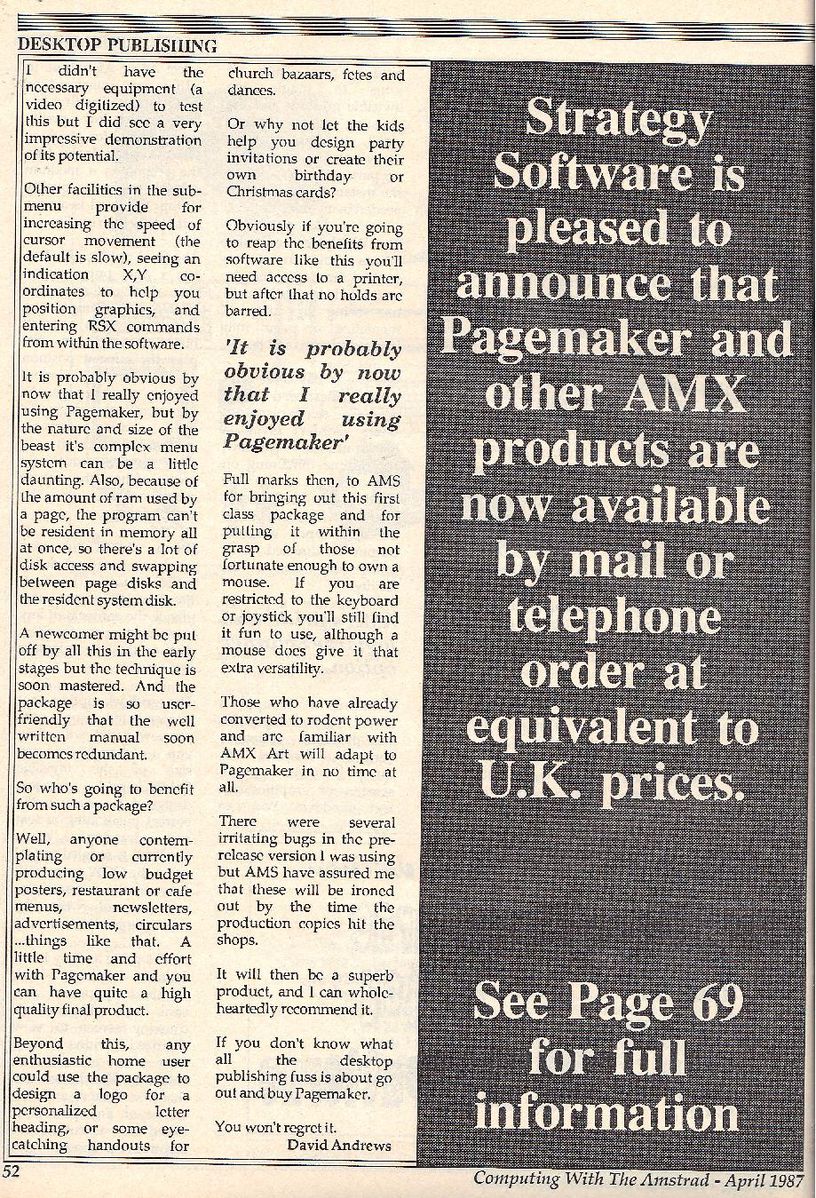 DESKTOP PUBLISHING
I didn't have the
necessary equipment (a
video digitized) to test
this but I did see a very
impressive demonstration
of its potential.
Other facilities in the sub-
menu provide for
increasing the speed of
cursor movement (the
default is slow), seeing an
indication X,Y co-
ordinates to help you
position graphics, and
entering RSX commands
from within the software.
It is probably obvious by
now that I really enjoyed
using Pagemaker, but by
the nature and size of the
beast it's complex menu
system can be a little
daunting. Also, because of
the amount of ram used by
a page, the program can't
be resident in memory all
at once, so there's a lot of
disk access and swapping
between page disks and
the resident system disk.
A newcomer might be put
off by all this in the early
stages but the technique is
soon mastered. And the
package is so user-
friendly that the well
written manual soon
becomes redundant.
So who's going to benefit
from such a package?
Well, anyone contem-
plating or currently
producing low budget
posters, restaurant or cafe
menus, newsletters,
advertisements, circulars
...things like that. A
little time and effort
with Pagemaker and you
can have quite a high
quality final product.
Beyond this, any
enthusiastic home user
could use the package to
design a logo for a
personalized letter
heading, or some eye-
catching handouts for
church bazaars, fetes and
dances.
Or why not let the kids
help you design party
invitations or create their
own birthday or
Christmas cards?
Obviously if you're going
to reap the benefits from
software like this you'll
need access to a printer,
but after that no holds are
barred.
'It is probably
obvious by now
that I really
enjoyed using
Pagemaker'
Full marks then, to AMS
for bringing out this first
class package and for
putting it within the
grasp of those not
fortunate enough to own a
mouse. If you are
restricted to the keyboard
or joystick you'll still find
it fun to use, although a
mouse does give it that
extra versatility.
Those who have already
converted to rodent power
and are familiar with
AMX Art will adapt to
Pagemaker in no time at
all.
There were several
irritating bugs in the pre-
release version I was using
but AMS have assured me
that these will be ironed
out by the time the
production copies hit the
shops.
It will then be a superb
product, and I can whole-
heartedly recommend it.
If you don't know what
all the desktop
publishing fuss is about go
out and buy Pagemaker.
You won't regret it.
David Andrews
Strategy
Software is
pleased to
announce that
Pagemaker and
other AMX
products are
now available
by mail or
telephone
order at
equivalent to
U.K. prices.
See Page 69
for full
information
52
Computing With The Amstrad - April 1987